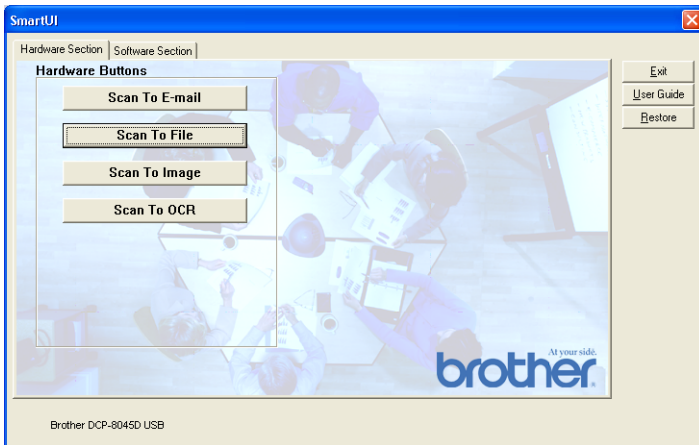 SmartUI
Hardware Section
Software Section
Hardware Buttons
Scan To E-mail
Scan To File
Scan To Image
Scan To OCR
Exit
User Guide
Restore
At your side.
brother
Brother DCP-8045D USB